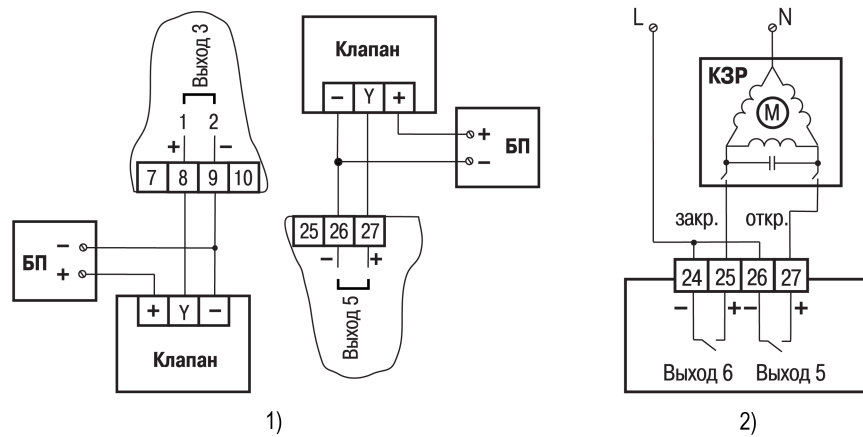 Выход 3
1 2
+ −
7 8 9 10
БП
−
+
+ Y −
Клапан
Клапан
− Y +
+
−
БП
25 26 27
− +
Выход 5
1)
L N
КЗР
M
закр. откр.
24 25 26 27
− + − +
Выход 6 Выход 5
2)